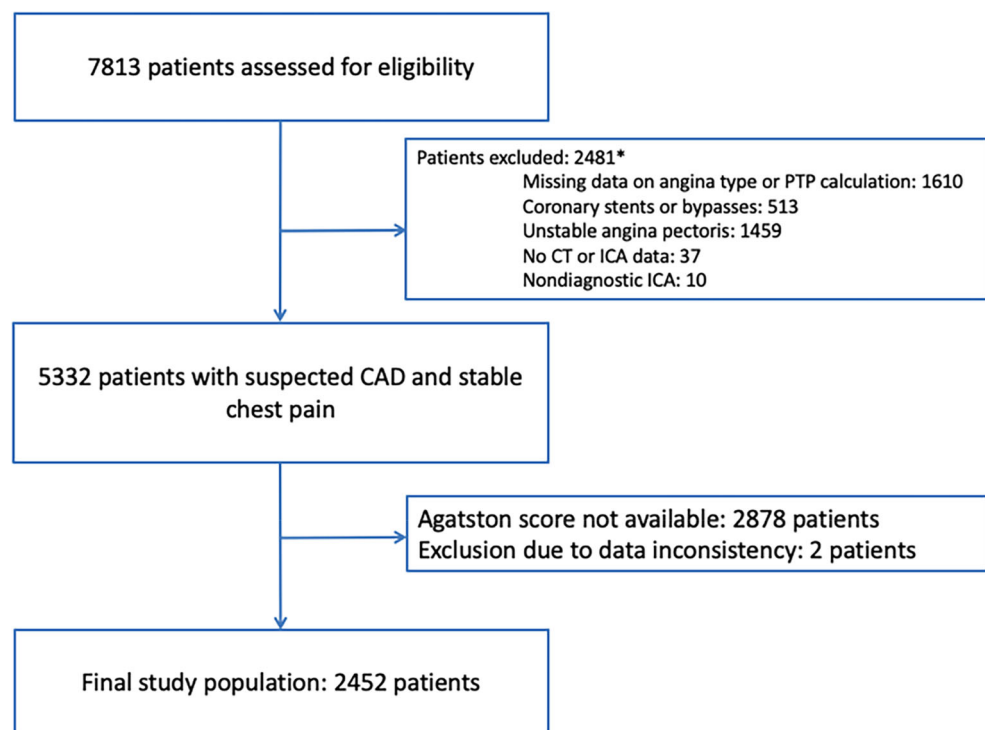 7813 patients assessed for eligibility
Patients excluded: 2481*
Missing data on angina type or PTP calculation: 1610
Coronary stents or bypasses: 513
Unstable angina pectoris: 1459
No CT or ICA data: 37
Nondiagnostic ICA: 10
5332 patients with suspected CAD and stable
chest pain
Agatston score not available: 2878 patients
Exclusion due to data inconsistency: 2 patients
Final study population: 2452 patients